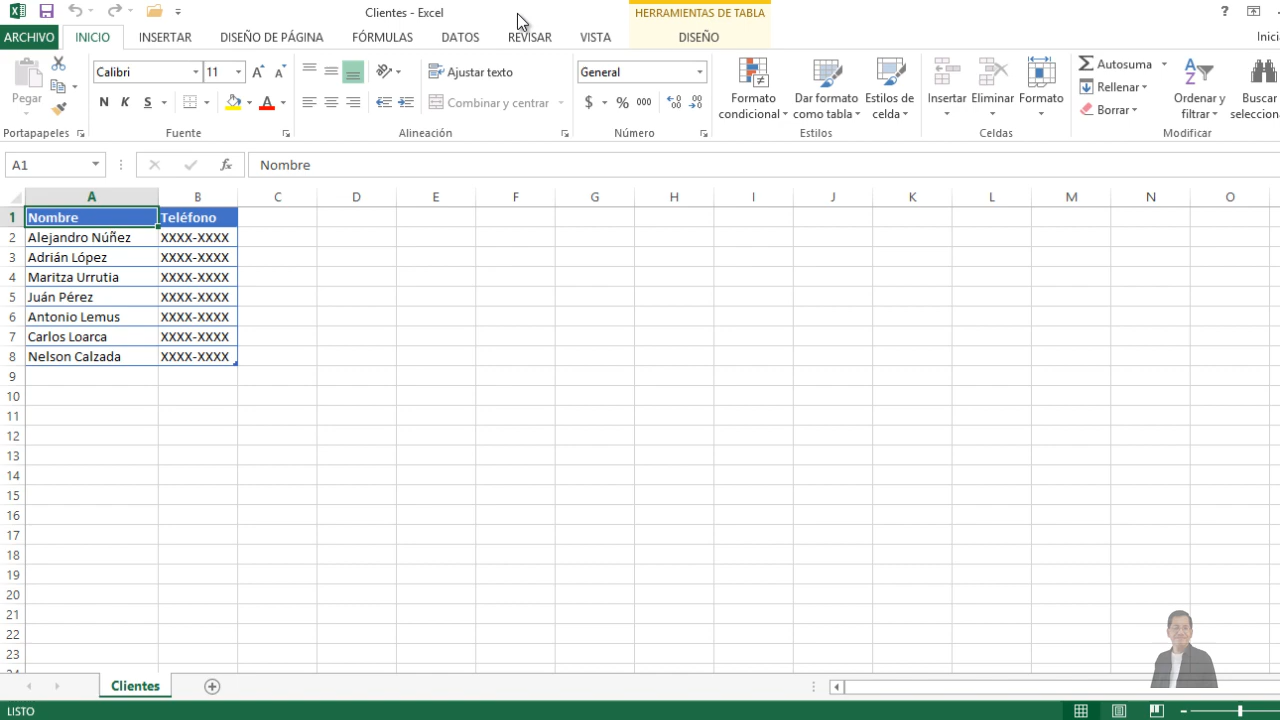 Clientes - Excel
HERRAMIENTAS DE TABLA
?
ARCHIVO INICIO INSERTAR DISEÑO DE PÁGINA FÓRMULAS DATOS REVISAR VISTA DISEÑO Inici
Pegar
Calibri 11
N K S A
Ajustar texto
Combinar y centrar
General
$ % 000
Formato condicional
Dar formato como tabla
Estilos de celda
Insertar Eliminar Formato
Autosuma
Rellenar
Borrar
Ordenar y filtrar
Buscar seleccion
Portapapeles Fuente Alineación Número Estilos Celdas Modificar
A1 fx Nombre
A B C D E F G H I J K L M N O
1 Nombre Teléfono
2 Alejandro Núñez XXXX-XXXX
3 Adrián López XXXX-XXXX
4 Maritza Urrutia XXXX-XXXX
5 Juán Pérez XXXX-XXXX
6 Antonio Lemus XXXX-XXXX
7 Carlos Loarca XXXX-XXXX
8 Nelson Calzada XXXX-XXXX
9
10
11
12
13
14
15
16
17
18
19
20
21
22
23
Clientes
LISTO